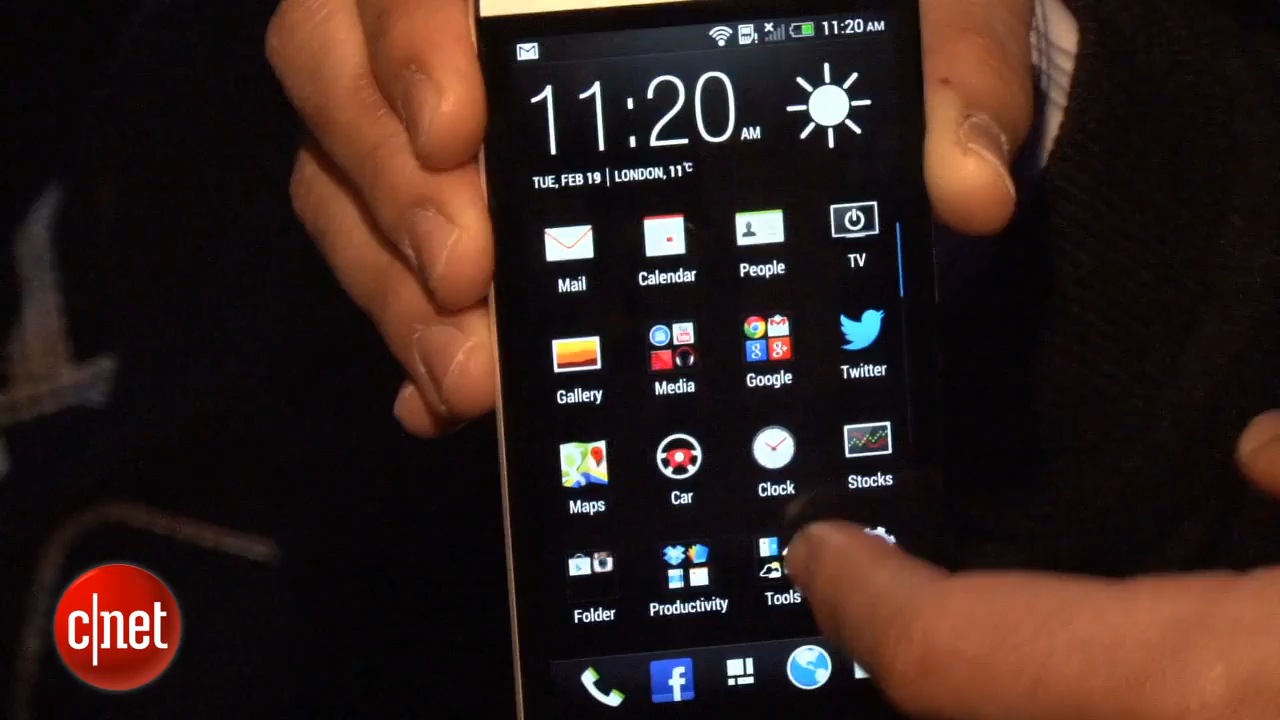 11:20 AM
11:20 AM
TUE, FEB 19 | LONDON, 11°C
Mail
Calendar
People
TV
Gallery
Media
Google
Twitter
Maps
Car
Clock
Stocks
Folder
Productivity
Tools
f
c|net